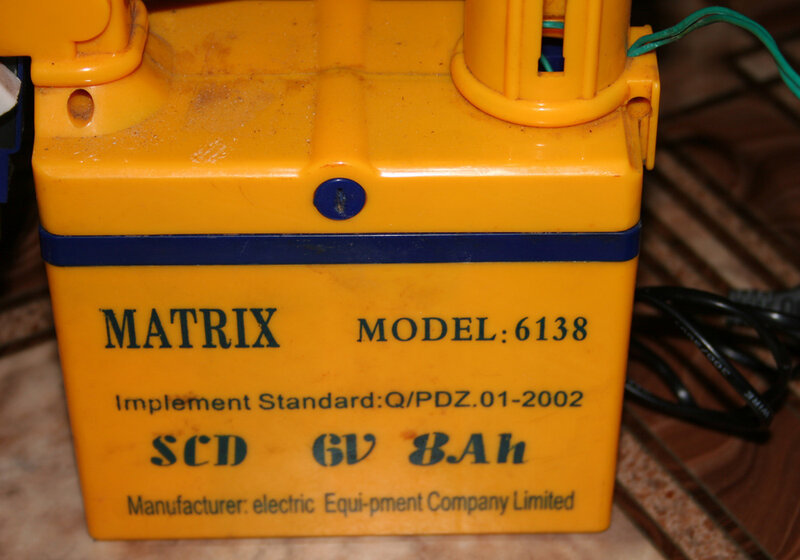 MATRIX MODEL:6138
Implement Standard:Q/PDZ.01-2002
SCD 6V 8Ah
Manufacturer: electric Equi-pment Company Limited